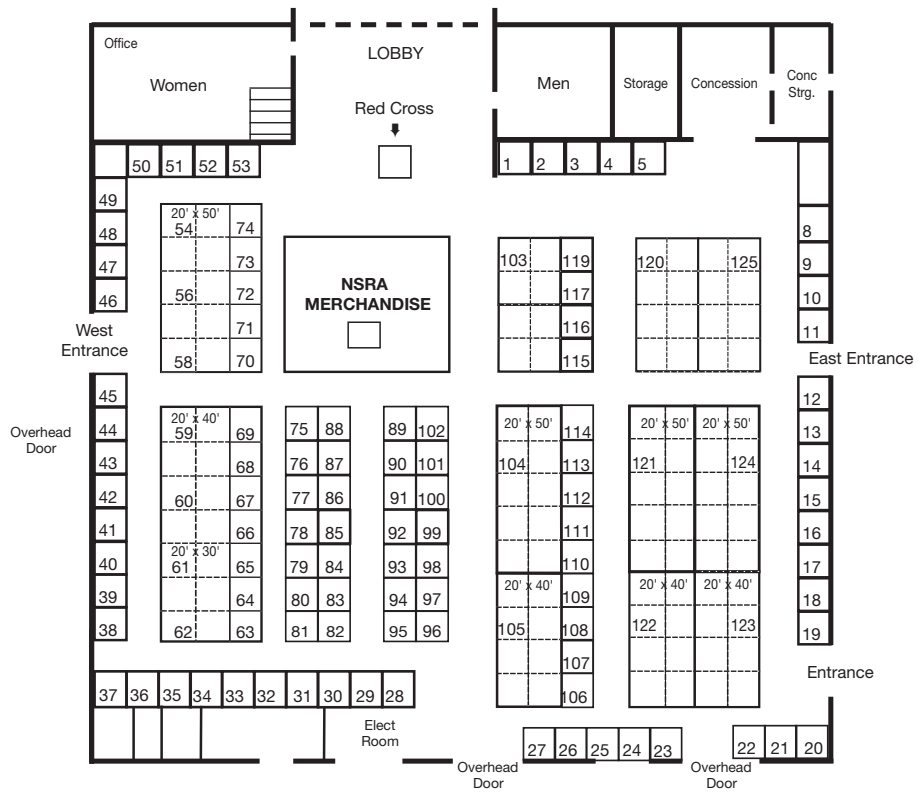 Office
LOBBY
Women
Men
Storage
Concession
Conc
Strg.
Red Cross
50 51 52 53
1 2 3 4 5
49
48
47
46
20' x 50'
54 74
73
56 72
71
58 70
NSRA
MERCHANDISE
103 119
117
116
115
120 125
8
9
10
11
West
Entrance
East Entrance
45
44
43
42
41
40
39
38
Overhead
Door
20' x 40'
59 69
68
60 67
66
20' x 30'
61 65
64
62 63
75 88
76 87
77 86
78 85
79 84
80 83
81 82
89 102
90 101
91 100
92 99
93 98
94 97
95 96
20' x 50'
114
104 113
112
111
110
20' x 40'
109
105 108
107
106
20' x 50' 20' x 50'
121 124
20' x 40' 20' x 40'
122 123
12
13
14
15
16
17
18
19
Entrance
37 36 35 34 33 32 31 30 29 28
Elect
Room
27 26 25 24 23
22 21 20
Overhead
Door
Overhead
Door